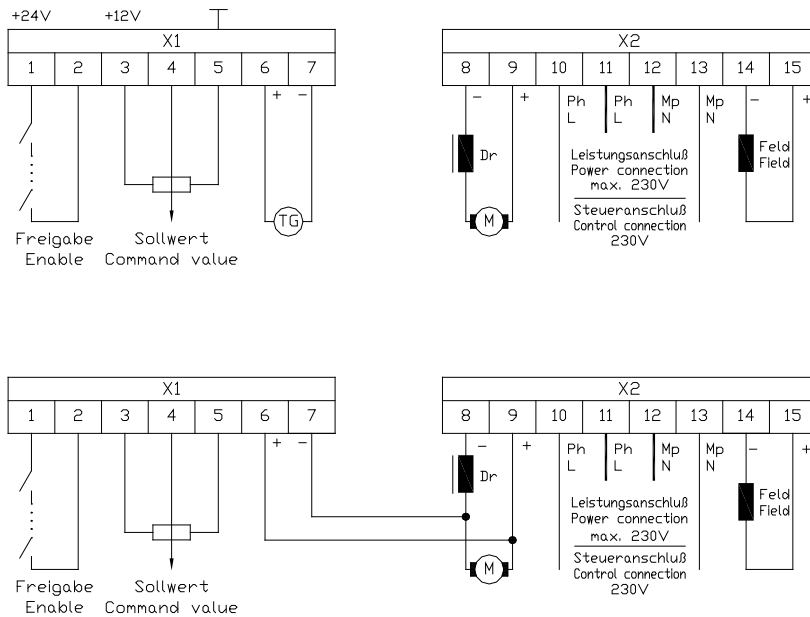 +24V +12V
X1 X2
1 2 3 4 5 6 7 8 9 10 11 12 13 14 15
+ − − + Ph Ph Mp Mp − +
L L N N
Dr Feld
Field
Leistungsanschluß
Power connection
max. 230V
TG M
Steueranschluß
Control connection
230V
Freigabe Sollwert
Enable Command value
X1 X2
1 2 3 4 5 6 7 8 9 10 11 12 13 14 15
+ − − + Ph Ph Mp Mp − +
L L N N
Dr Feld
Field
Leistungsanschluß
Power connection
max. 230V
Steueranschluß
M
Control connection
230V
Freigabe Sollwert
Enable Command value